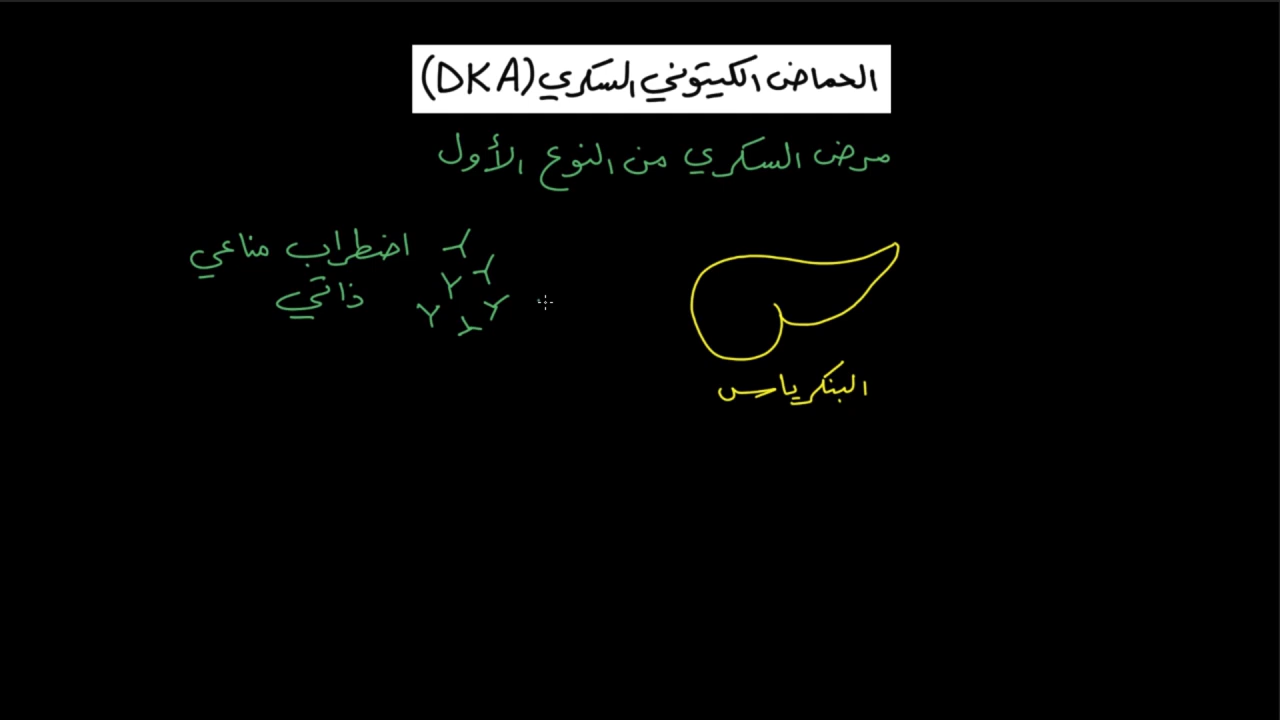 الحماض الكيتوني السكري (DKA)
مرض السكري من النوع الأول
اضطراب مناعي
ذاتي
البنكرياس